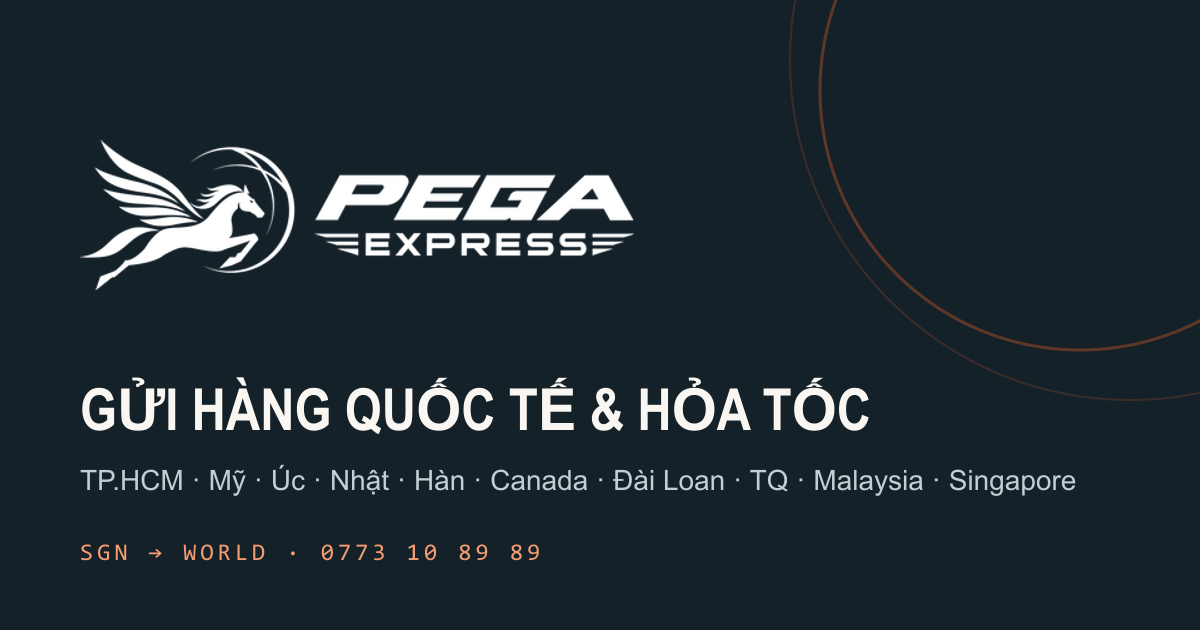 PEGA
EXPRESS
GỬI HÀNG QUỐC TẾ & HỎA TỐC
TP.HCM · Mỹ · Úc · Nhật · Hàn · Canada · Đài Loan · TQ · Malaysia · Singapore
SGN → WORLD · 0773 10 89 89